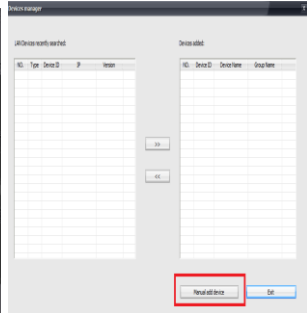 Devices manager
LAN Devices recently searched:
Devices added:
NO. Type Device ID IP Version
NO. Device ID Device Name Group Name
>>
<<
Manual add device
Exit